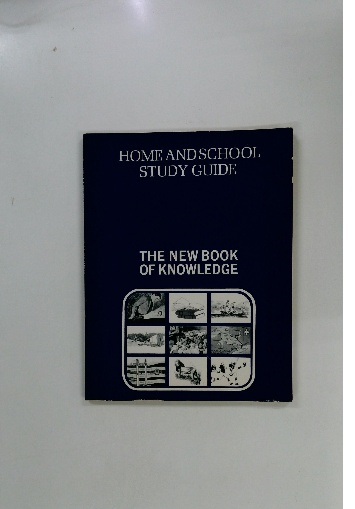 HOME AND SCHOOL
STUDY GUIDE
THE NEW BOOK
OF KNOWLEDGE